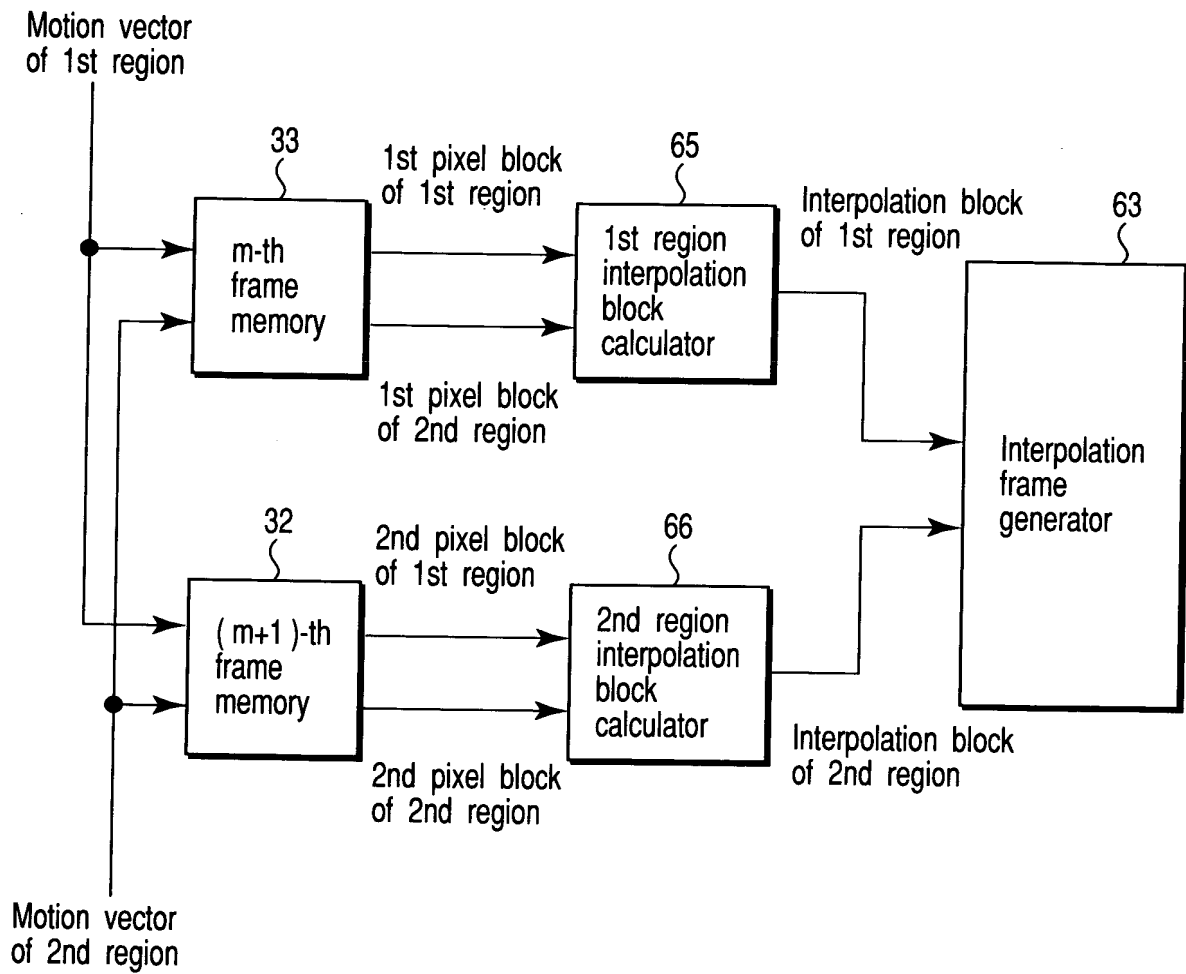 Motion vector
of 1st region
33
1st pixel block
of 1st region
65
Interpolation block
of 1st region
63
m-th
frame
memory
1st region
interpolation
block
calculator
1st pixel block
of 2nd region
Interpolation
frame
generator
32
2nd pixel block
of 1st region
66
( m+1 )-th
frame
memory
2nd region
interpolation
block
calculator
2nd pixel block
of 2nd region
Interpolation block
of 2nd region
Motion vector
of 2nd region